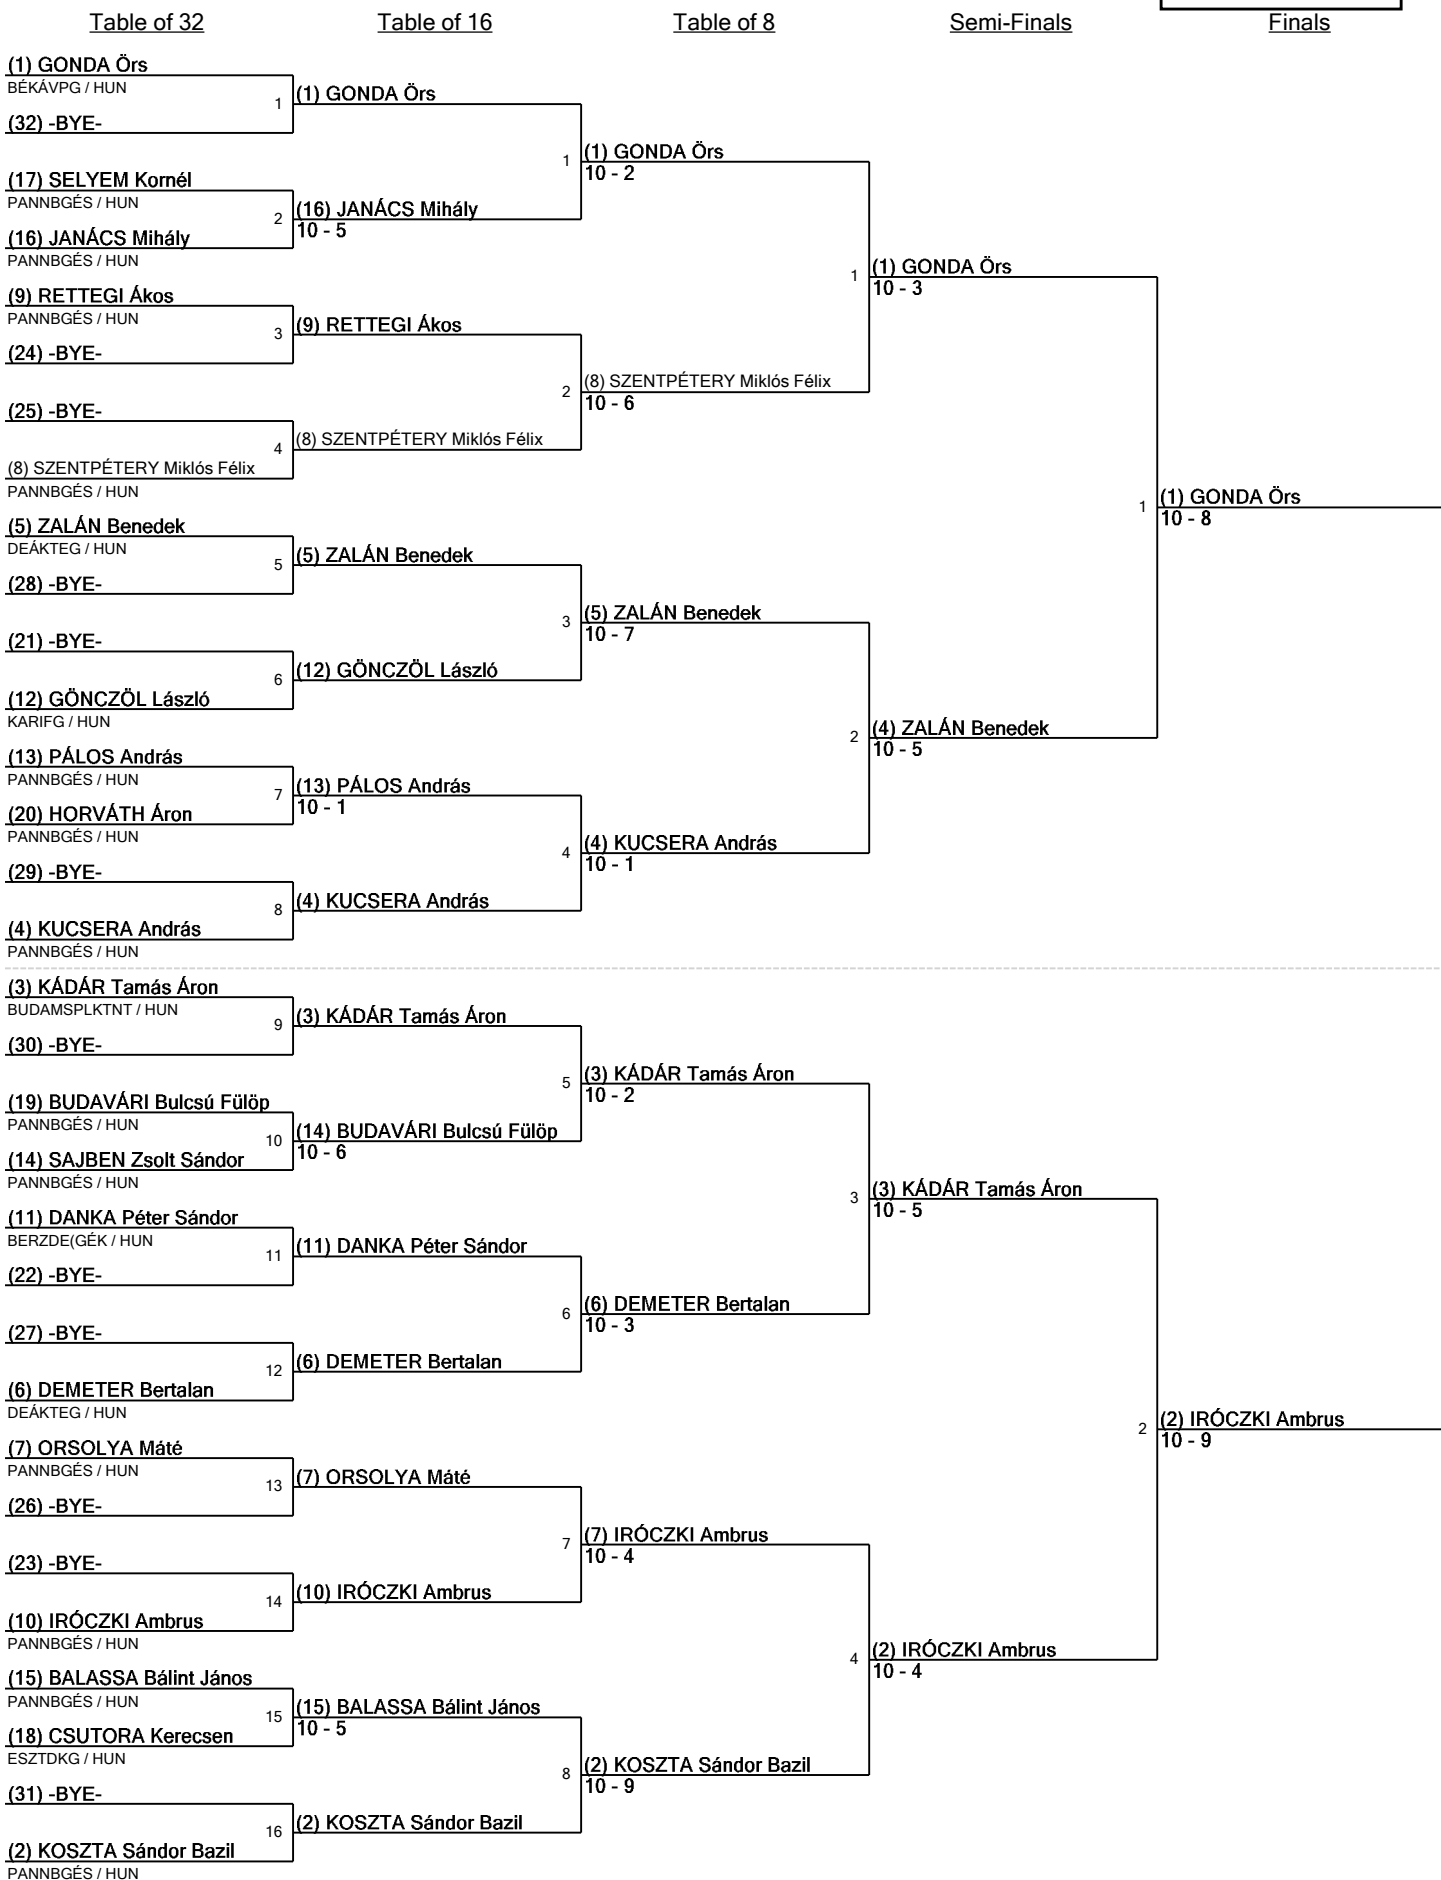 Table of 32
Table of 16
Table of 8
Semi-Finals
Finals
(1) GONDA Örs
BÉKÁVPG / HUN
1
(32) -BYE-
(17) SELYEM Kornél
PANNBGÉS / HUN
2
(16) JANÁCS Mihály
PANNBGÉS / HUN
(9) RETTEGI Ákos
PANNBGÉS / HUN
3
(24) -BYE-
(25) -BYE-
4
(8) SZENTPÉTERY Miklós Félix
PANNBGÉS / HUN
(5) ZALÁN Benedek
DEÁKTEG / HUN
5
(28) -BYE-
(21) -BYE-
6
(12) GÖNCZÖL László
KARIFG / HUN
(13) PÁLOS András
PANNBGÉS / HUN
7
(20) HORVÁTH Áron
PANNBGÉS / HUN
(29) -BYE-
8
(4) KUCSERA András
PANNBGÉS / HUN
(3) KÁDÁR Tamás Áron
BUDAMSPLKTNT / HUN
9
(30) -BYE-
(19) BUDAVÁRI Bulcsú Fülöp
PANNBGÉS / HUN
10
(14) SAJBEN Zsolt Sándor
PANNBGÉS / HUN
(11) DANKA Péter Sándor
BERZDE(GÉK / HUN
11
(22) -BYE-
(27) -BYE-
12
(6) DEMETER Bertalan
DEÁKTEG / HUN
(7) ORSOLYA Máté
PANNBGÉS / HUN
13
(26) -BYE-
(23) -BYE-
14
(10) IRÓCZKI Ambrus
PANNBGÉS / HUN
(15) BALASSA Bálint János
PANNBGÉS / HUN
15
(18) CSUTORA Kerecsen
ESZTDKG / HUN
(31) -BYE-
16
(2) KOSZTA Sándor Bazil
PANNBGÉS / HUN
(1) GONDA Örs
1
(16) JANÁCS Mihály
10 - 5
(9) RETTEGI Ákos
2
(8) SZENTPÉTERY Miklós Félix
(5) ZALÁN Benedek
3
(12) GÖNCZÖL László
(13) PÁLOS András
10 - 1
4
(4) KUCSERA András
(3) KÁDÁR Tamás Áron
5
(14) BUDAVÁRI Bulcsú Fülöp
10 - 6
(11) DANKA Péter Sándor
6
(6) DEMETER Bertalan
(7) ORSOLYA Máté
7
(10) IRÓCZKI Ambrus
(15) BALASSA Bálint János
10 - 5
8
(2) KOSZTA Sándor Bazil
(1) GONDA Örs
10 - 2
1
(8) SZENTPÉTERY Miklós Félix
10 - 6
(5) ZALÁN Benedek
10 - 7
2
(4) KUCSERA András
10 - 1
(3) KÁDÁR Tamás Áron
10 - 2
3
(6) DEMETER Bertalan
10 - 3
(7) IRÓCZKI Ambrus
10 - 4
4
(2) KOSZTA Sándor Bazil
10 - 9
(1) GONDA Örs
10 - 3
1
(4) ZALÁN Benedek
10 - 5
(3) KÁDÁR Tamás Áron
10 - 5
2
(2) IRÓCZKI Ambrus
10 - 4
(1) GONDA Örs
10 - 8
(2) IRÓCZKI Ambrus
10 - 9